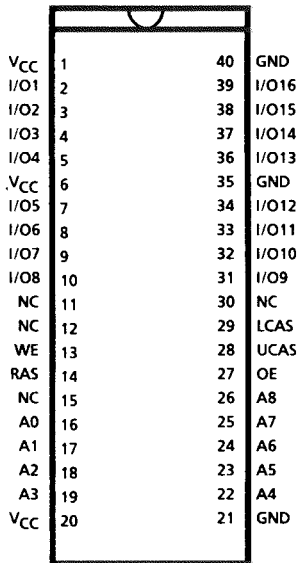 VCC 1 40 GND
I/O1 2 39 I/O16
I/O2 3 38 I/O15
I/O3 4 37 I/O14
I/O4 5 36 I/O13
VCC 6 35 GND
I/O5 7 34 I/O12
I/O6 8 33 I/O11
I/O7 9 32 I/O10
I/O8 10 31 I/O9
NC 11 30 NC
NC 12 29 LCAS
WE 13 28 UCAS
RAS 14 27 OE
NC 15 26 A8
A0 16 25 A7
A1 17 24 A6
A2 18 23 A5
A3 19 22 A4
VCC 20 21 GND